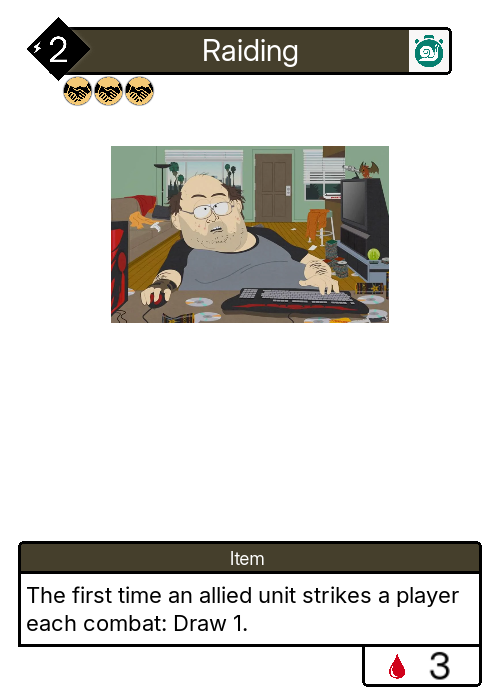 2
Raiding
Item
The first time an allied unit strikes a player
each combat: Draw 1.
3